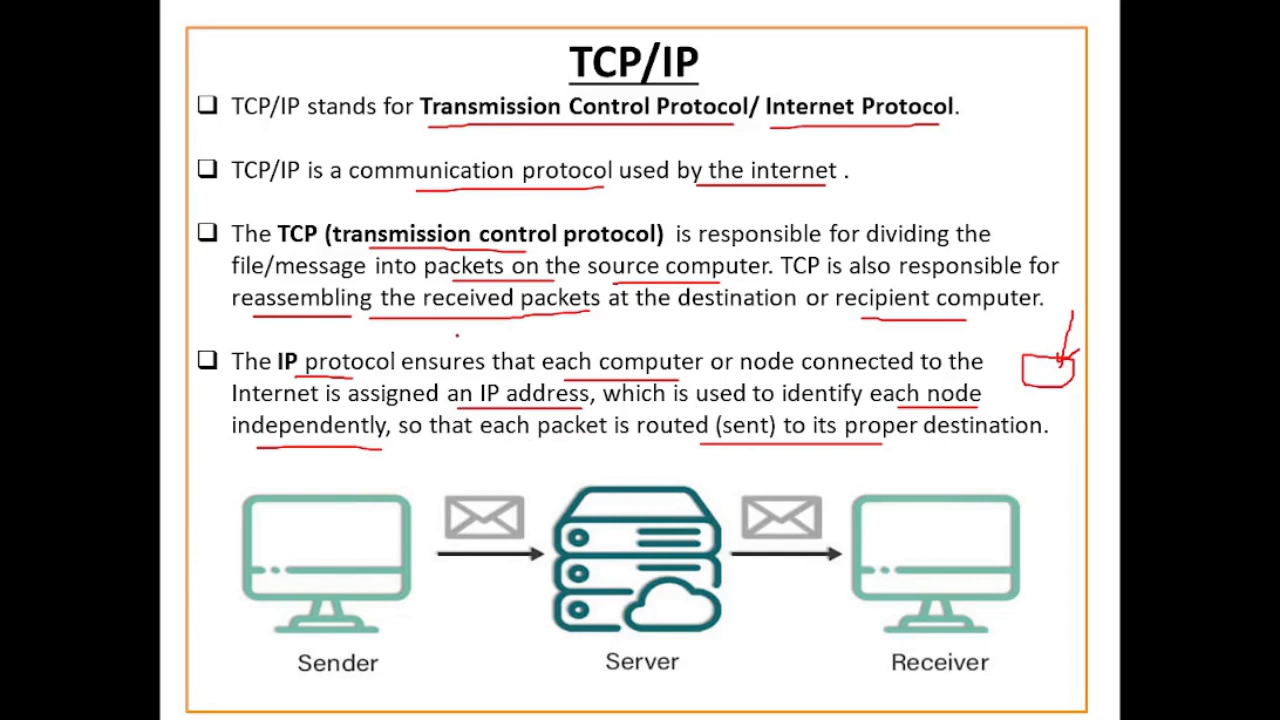 TCP/IP
TCP/IP stands for Transmission Control Protocol/ Internet Protocol.
TCP/IP is a communication protocol used by the internet .
The TCP (transmission control protocol) is responsible for dividing the
file/message into packets on the source computer. TCP is also responsible for
reassembling the received packets at the destination or recipient computer.
The IP protocol ensures that each computer or node connected to the
Internet is assigned an IP address, which is used to identify each node
independently, so that each packet is routed (sent) to its proper destination.
Sender
Server
Receiver